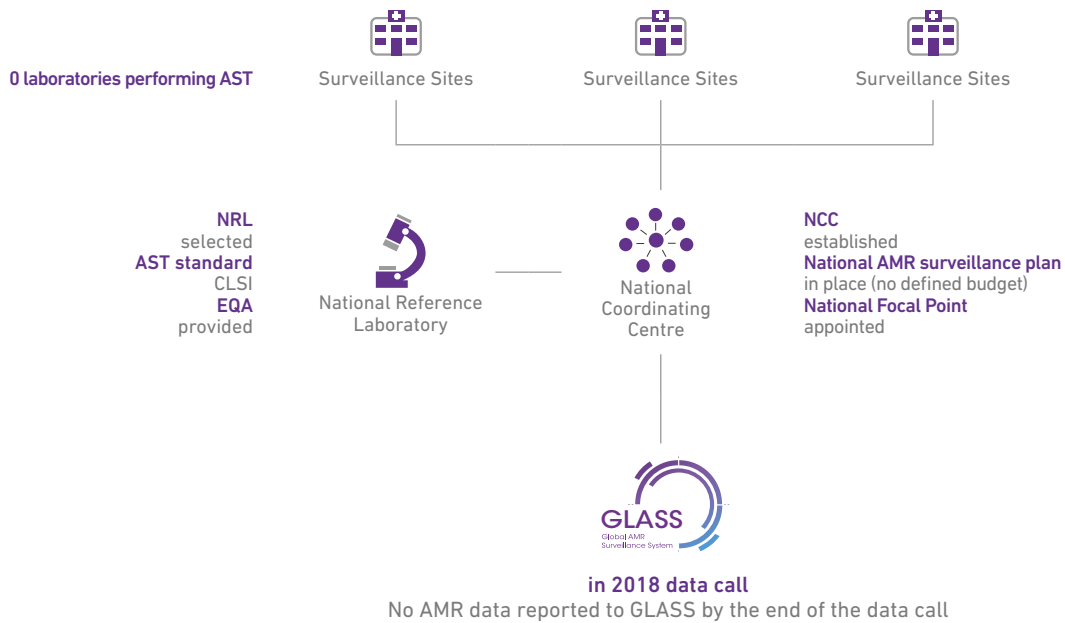 0 laboratories performing AST
Surveillance Sites
Surveillance Sites
Surveillance Sites
NRL
selected
AST standard
CLSI
EQA
provided
National Reference
Laboratory
National
Coordinating
Centre
NCC
established
National AMR surveillance plan
in place (no defined budget)
National Focal Point
appointed
GLASS
Global AMR
Surveillance System
in 2018 data call
No AMR data reported to GLASS by the end of the data call